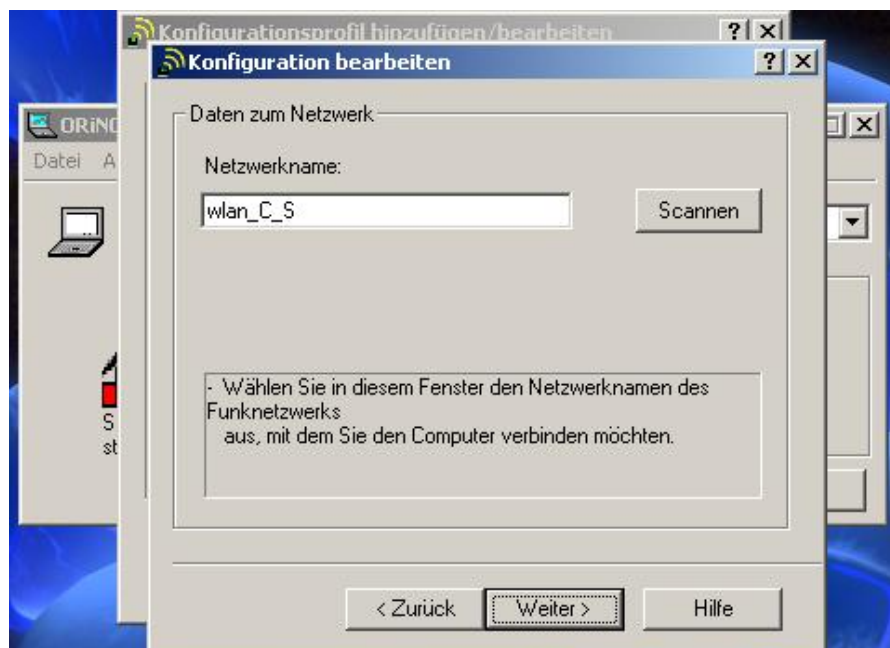 Konfigurationsprofil hinzufügen/bearbeiten
Konfiguration bearbeiten
Datei
Daten zum Netzwerk
Netzwerkname:
wlan_C_S
Scannen
- Wählen Sie in diesem Fenster den Netzwerknamen des
Funknetzwerks
aus, mit dem Sie den Computer verbinden möchten.
< Zurück
Weiter >
Hilfe